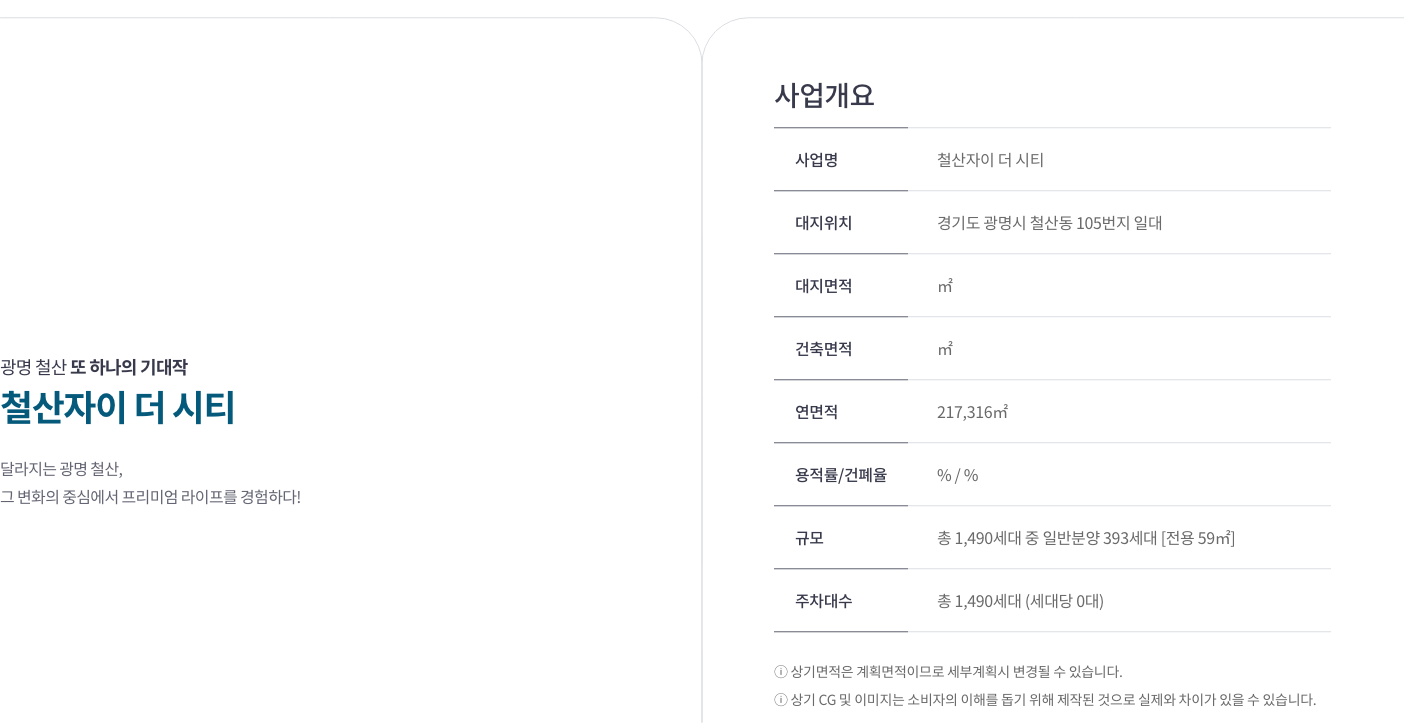 광명 철산 또 하나의 기대작
철산자이 더 시티
달라지는 광명 철산,
그 변화의 중심에서 프리미엄 라이프를 경험하다!
사업개요
사업명 철산자이 더 시티
대지위치 경기도 광명시 철산동 105번지 일대
대지면적 ㎡
건축면적 ㎡
연면적 217,316㎡
용적률/건폐율 % / %
규모 총 1,490세대 중 일반분양 393세대 [전용 59㎡]
주차대수 총 1,490세대 (세대당 0대)
ⓘ 상기면적은 계획면적이므로 세부계획시 변경될 수 있습니다.
ⓘ 상기 CG 및 이미지는 소비자의 이해를 돕기 위해 제작된 것으로 실제와 차이가 있을 수 있습니다.